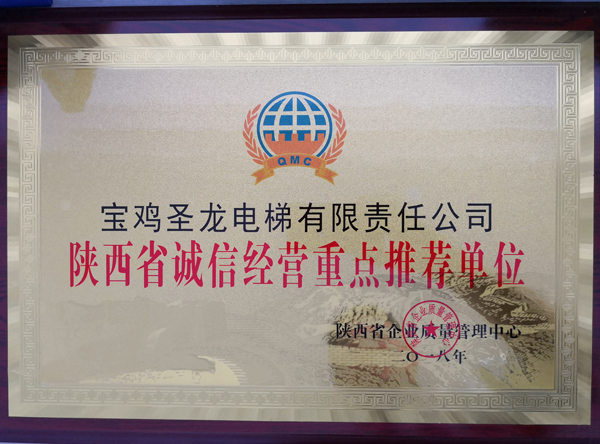 QMC
宝鸡圣龙电梯有限责任公司
陕西省诚信经营重点推荐单位
陕西省企业质量管理中心
二〇一八年